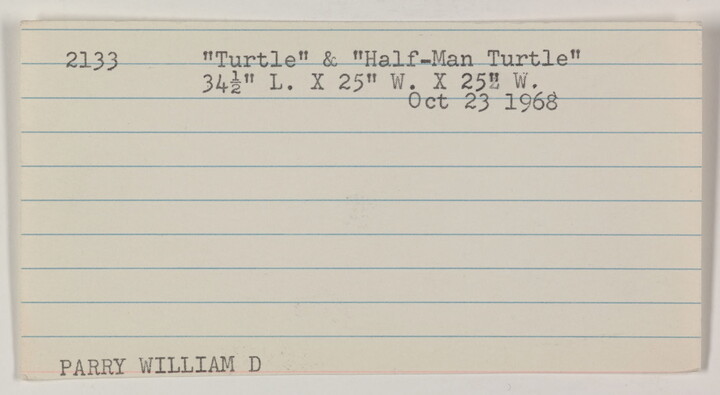 2133 "Turtle" & "Half-Man Turtle"
34½" L. X 25" W. X 25" W.
Oct 23 1968
PARRY WILLIAM D